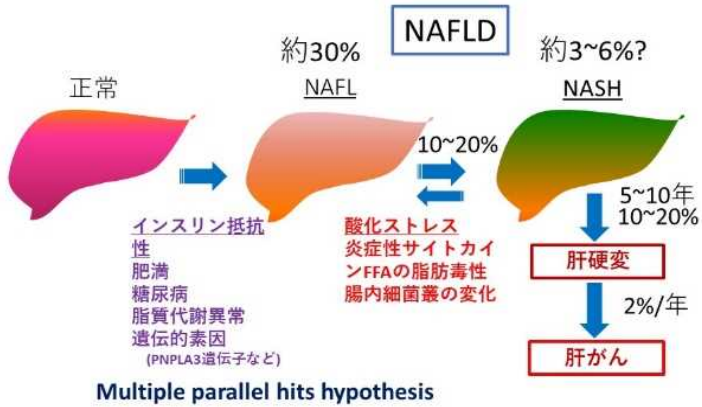 NAFLD
正常
約30%
NAFL
約3~6%?
NASH
10~20%
インスリン抵抗
性
肥満
糖尿病
脂質代謝異常
遺伝的素因
(PNPLA3遺伝子など)
酸化ストレス
炎症性サイトカイ
ンFFAの脂肪毒性
腸内細菌叢の変化
5~10年
10~20%
肝硬変
2%/年
肝がん
Multiple parallel hits hypothesis